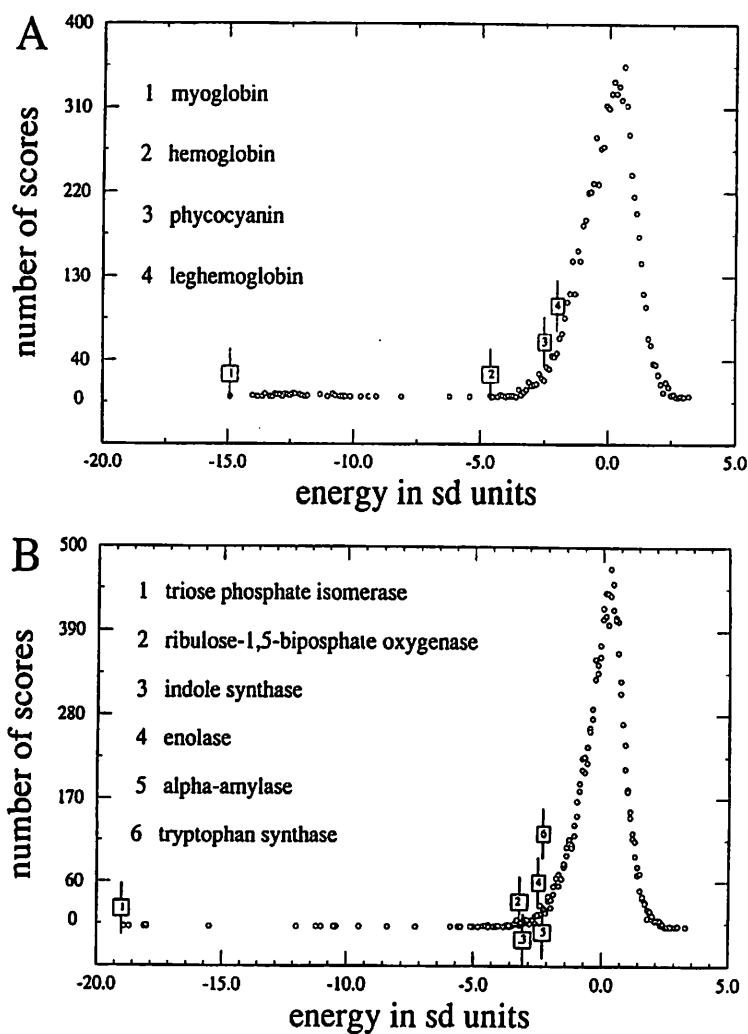 A
400
310
220
130
40
0
number of scores
1 myoglobin
2 hemoglobin
3 phycocyanin
4 leghemoglobin
1
2
3
4
-20.0 -15.0 -10.0 -5.0 0.0 5.0
energy in sd units
B
500
390
280
170
60
0
number of scores
1 triose phosphate isomerase
2 ribulose-1,5-biposphate oxygenase
3 indole synthase
4 enolase
5 alpha-amylase
6 tryptophan synthase
1
2
3
4
3
6
-20.0 -15.0 -10.0 -5.0 0.0 5.0
energy in sd units